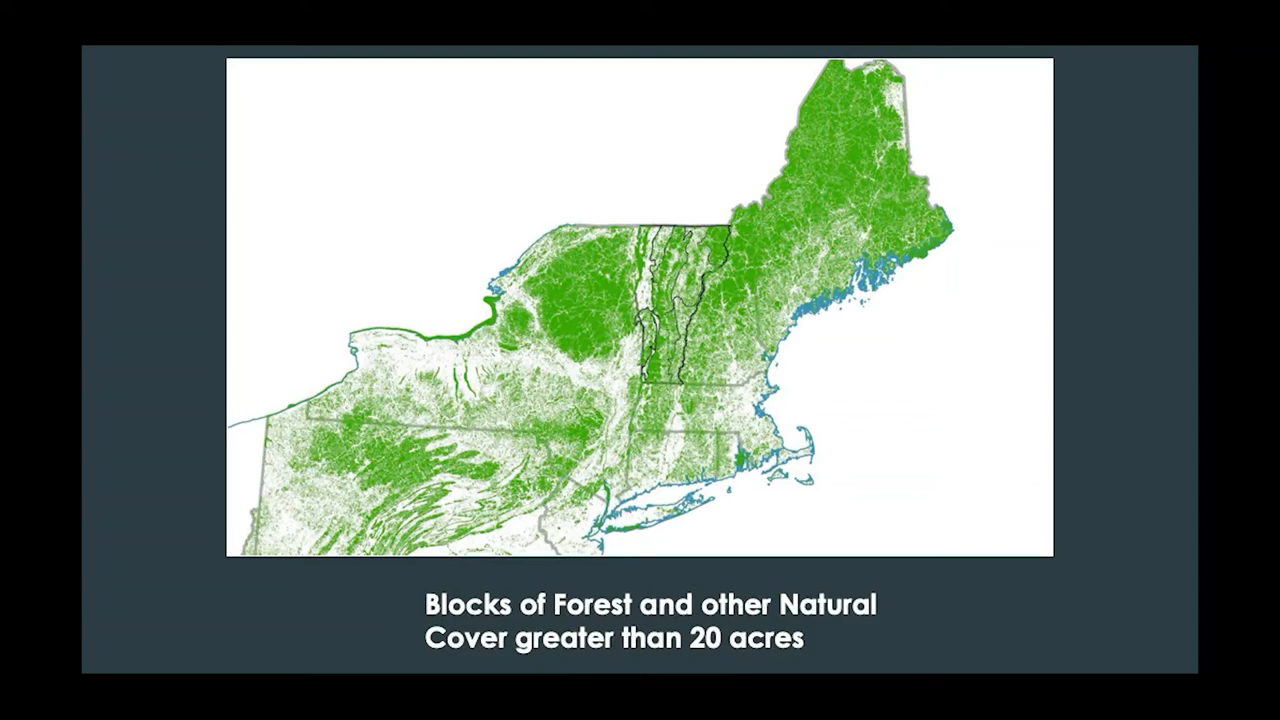 Blocks of Forest and other Natural
Cover greater than 20 acres